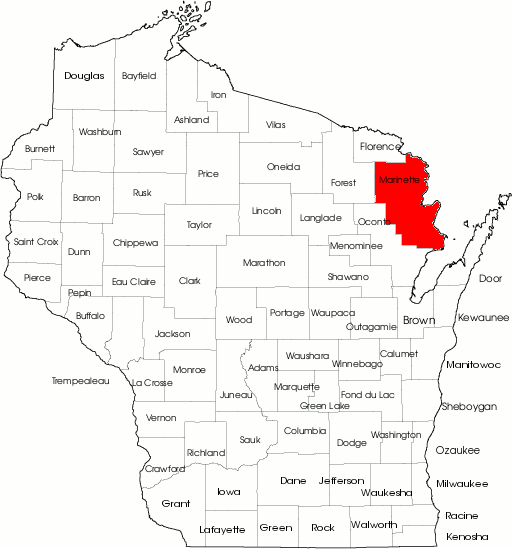 Douglas
Bayfield
Iron
Ashland
Vilas
Washburn
Burnett
Sawyer
Florence
Price
Oneida
Forest
Marinette
Polk
Barron
Rusk
Lincoln
Langlade
Oconto
Taylor
Saint Croix
Dunn
Chippewa
Menominee
Marathon
Shawano
Door
Pierce
Eau Claire
Clark
Pepin
Buffalo
Wood
Portage
Waupaca
Outagamie
Brown
Kewaunee
Jackson
Waushara
Winnebago
Calumet
Manitowoc
Trempealeau
La Crosse
Monroe
Adams
Juneau
Marquette
Green Lake
Fond du Lac
Sheboygan
Vernon
Sauk
Columbia
Dodge
Washington
Ozaukee
Richland
Crawford
Grant
Iowa
Dane
Jefferson
Waukesha
Milwaukee
Lafayette
Green
Rock
Walworth
Racine
Kenosha